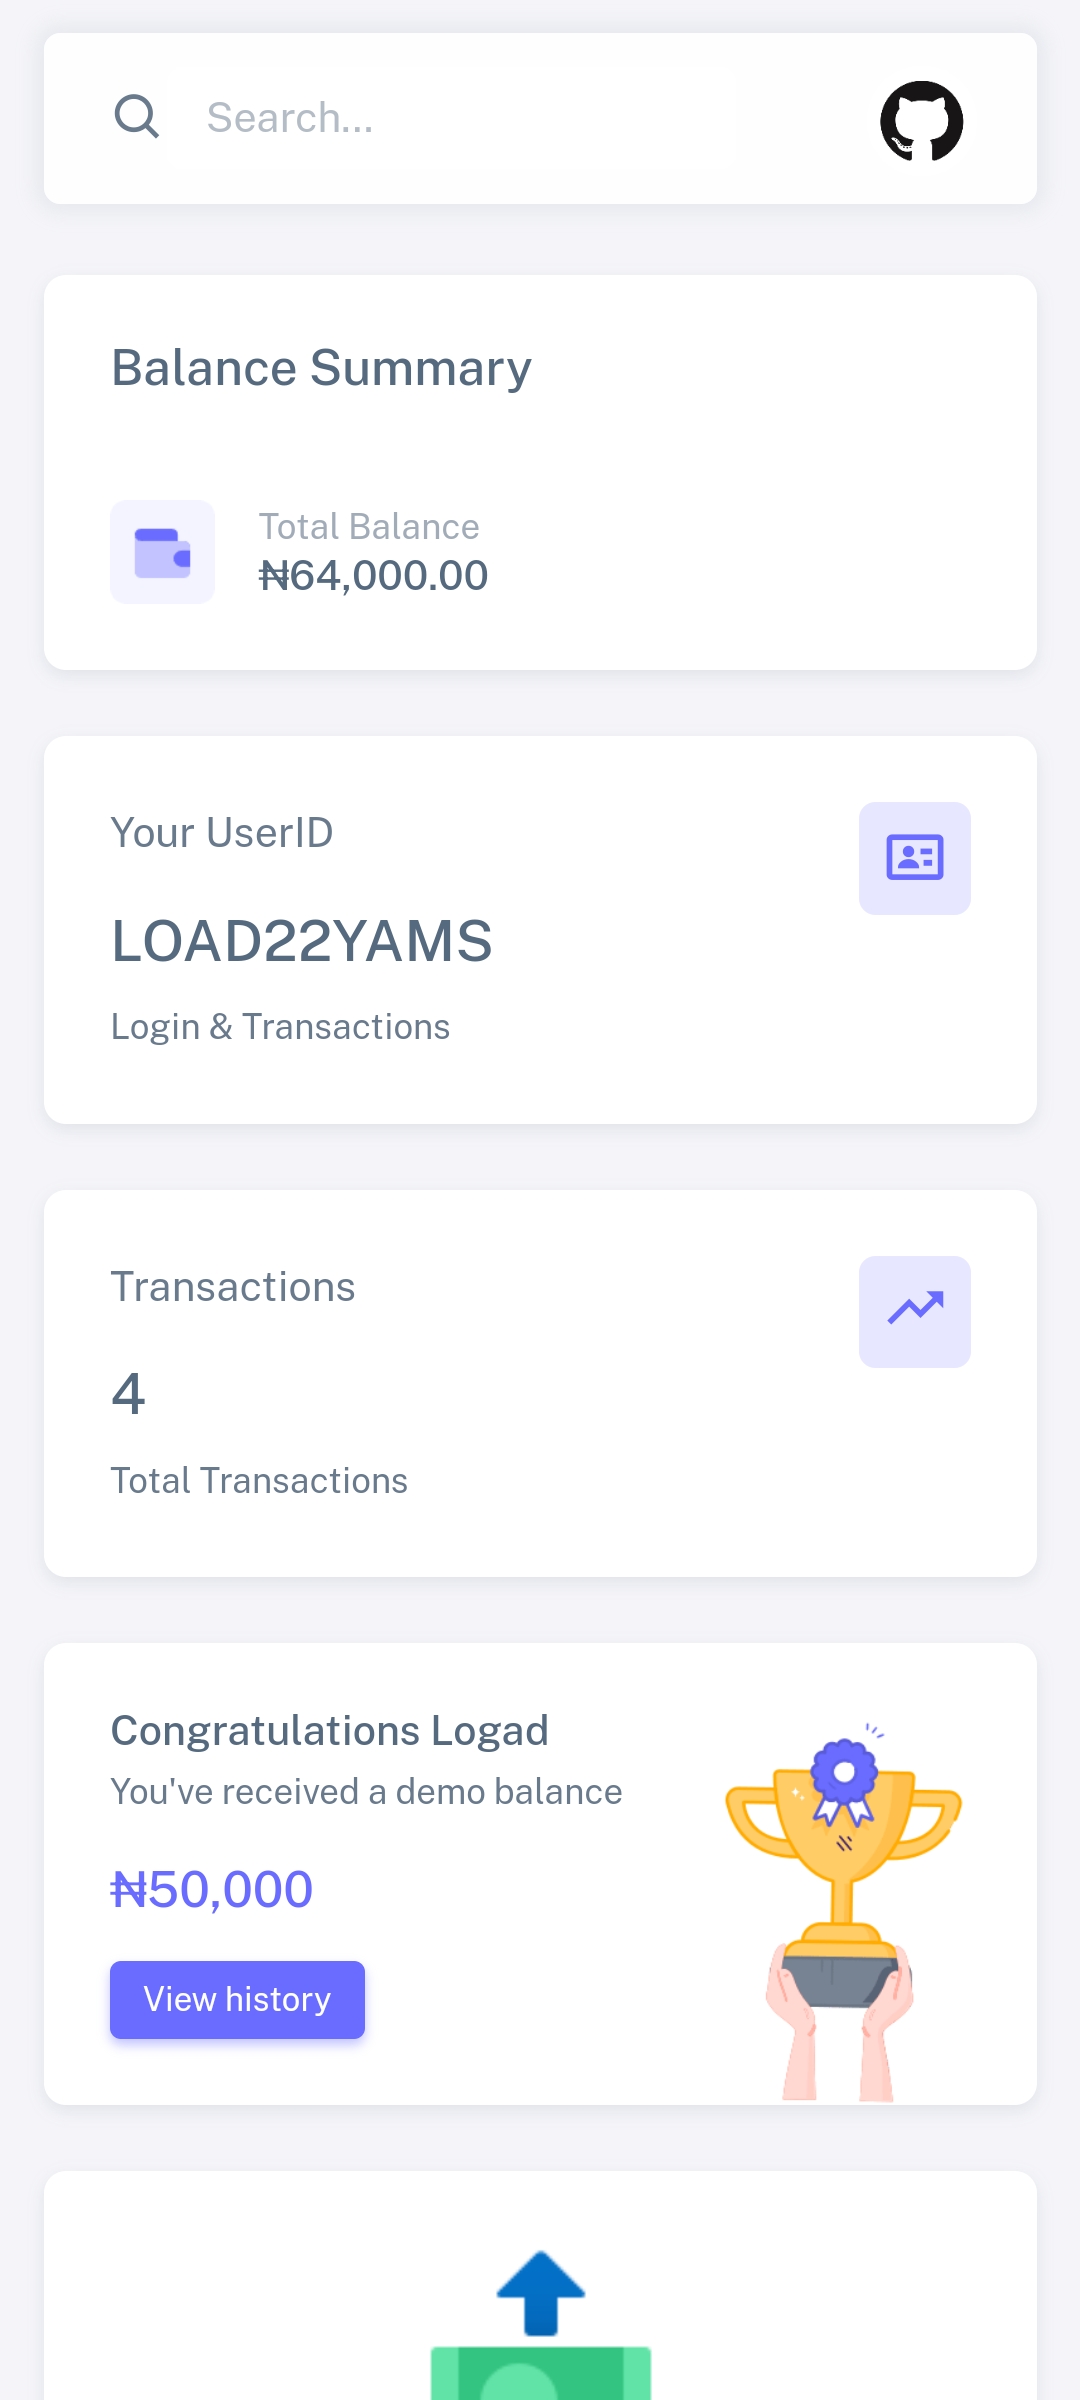 Search...
Balance Summary
Total Balance
₦64,000.00
Your UserID
LOAD22YAMS
Login & Transactions
Transactions
4
Total Transactions
Congratulations Logad
You've received a demo balance
₦50,000
View history